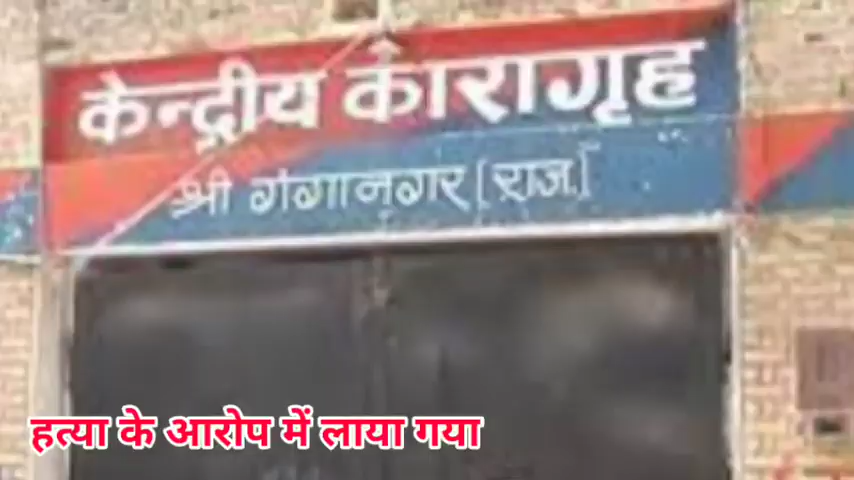 केन्द्रीय कारागृह
श्री गंगानगर (राज.)
हत्या के आरोप में लाया गया